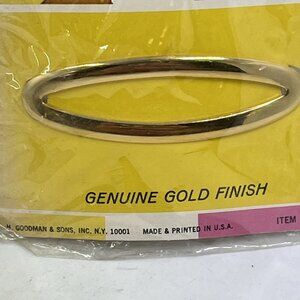 GENUINE GOLD FINISH
H. GOODMAN & SONS, INC. N.Y. 10001 MADE & PRINTED IN U.S.A. ITEM